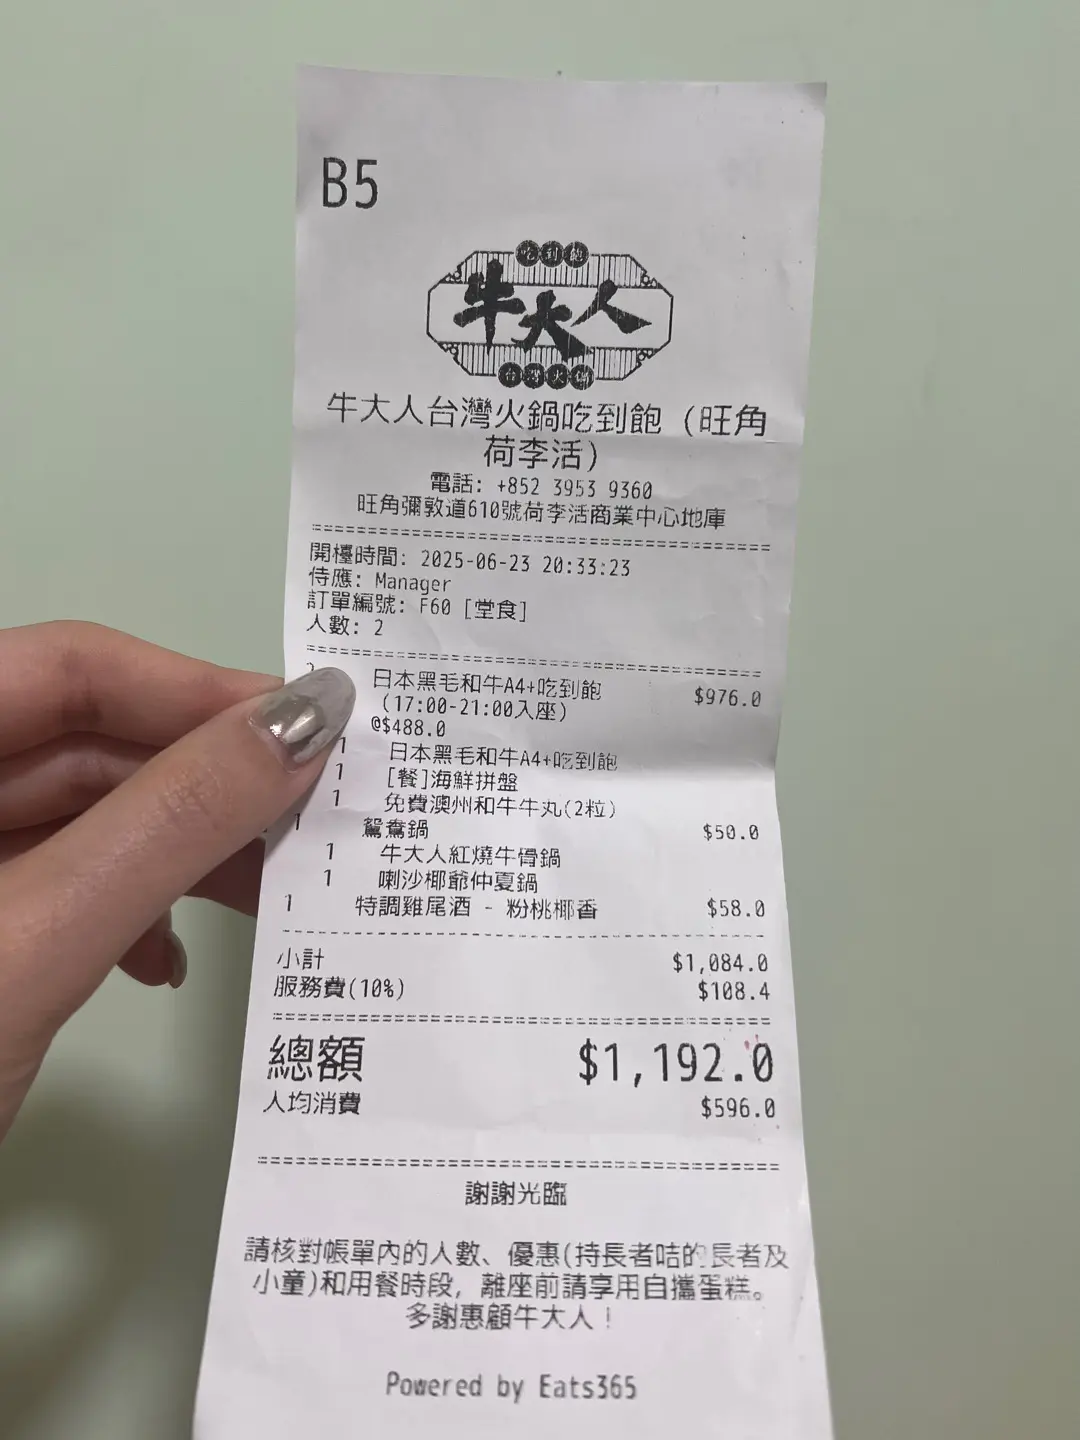 B5
吃到飽
牛大人
台灣火鍋
牛大人台灣火鍋吃到飽 (旺角
荷李活)
電話: +852 3953 9360
旺角彌敦道610號荷李活商業中心地庫
開檯時間: 2025-06-23 20:33:23
侍應: Manager
訂單編號: F60 [堂食]
人數: 2
日本黑毛和牛A4+吃到飽 $976.0
(17:00-21:00入座)
@$488.0
1 日本黑毛和牛A4+吃到飽
1 [餐]海鮮拼盤
1 免費澳州和牛牛丸(2粒)
1 鴛鴦鍋 $50.0
1 牛大人紅燒牛骨鍋
1 喇沙椰爺仲夏鍋
1 特調雞尾酒 - 粉桃椰香 $58.0
小計 $1,084.0
服務費(10%) $108.4
總額 $1,192.0
人均消費 $596.0
謝謝光臨
請核對帳單內的人數、優惠(持長者咭的長者及
小童)和用餐時段, 離座前請享用自攜蛋糕。
多謝惠顧牛大人!
Powered by Eats365